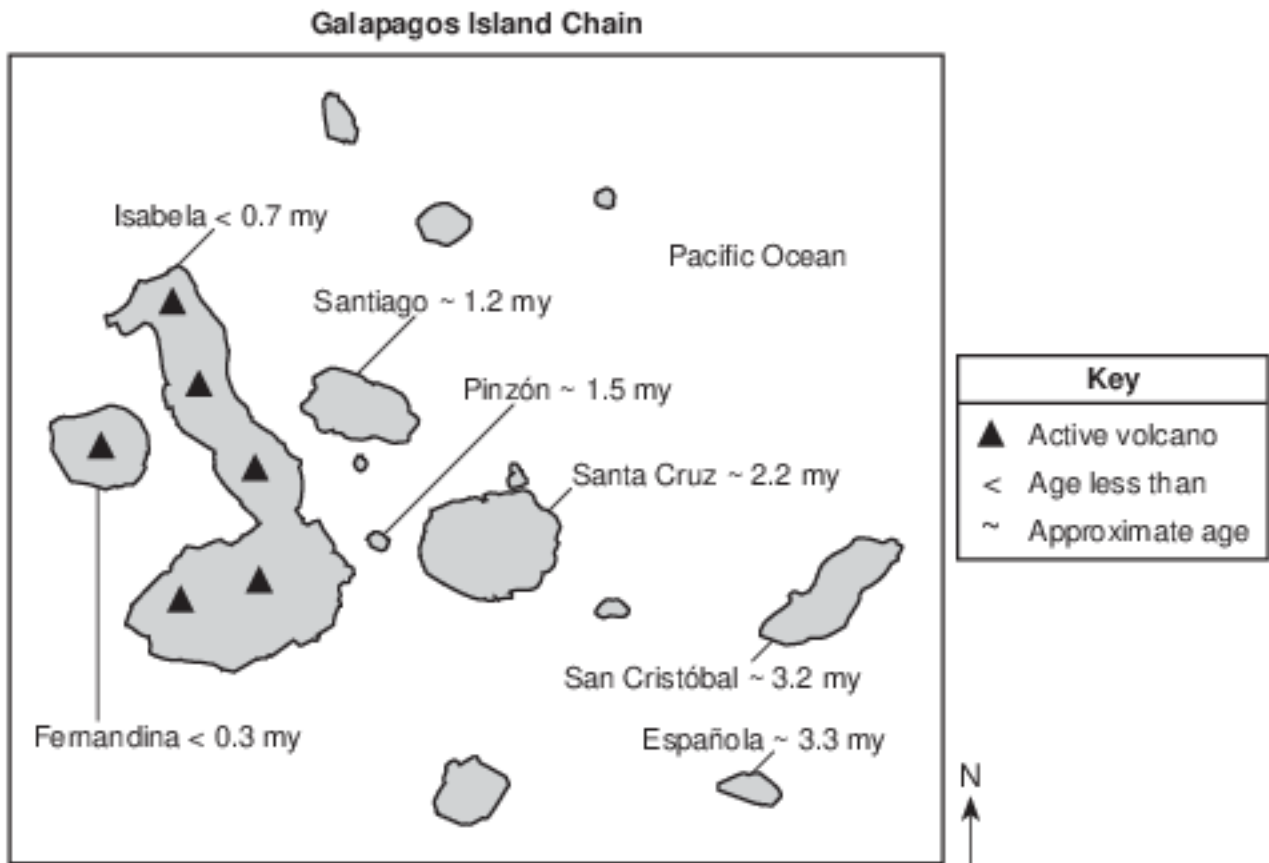 Galapagos Island Chain
Isabela < 0.7 my
Pacific Ocean
Santiago ~ 1.2 my
Pinzón ~ 1.5 my
Santa Cruz ~ 2.2 my
San Cristóbal ~ 3.2 my
Fernandina < 0.3 my
Española ~ 3.3 my
Key
▲ Active volcano
< Age less than
~ Approximate age
N